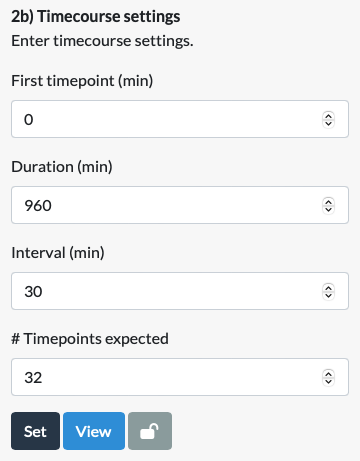 2b) Timecourse settings
Enter timecourse settings.
First timepoint (min)
0
Duration (min)
960
Interval (min)
30
# Timepoints expected
32
Set View